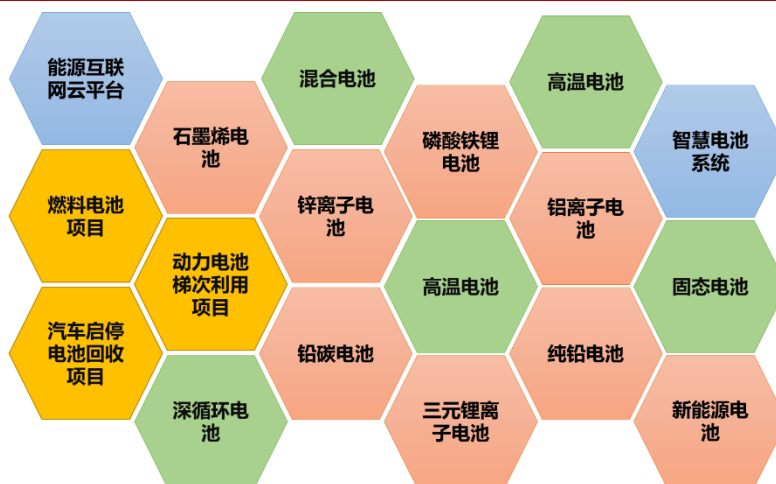 能源互联
网云平台
混合电池
高温电池
石墨烯电
池
磷酸铁锂
电池
智慧电池
系统
燃料电池
项目
锌离子电
池
铝离子电
池
动力电池
梯次利用
项目
高温电池
固态电池
汽车启停
电池回收
项目
铅碳电池
纯铅电池
深循环电
池
三元锂离
子电池
新能源电
池